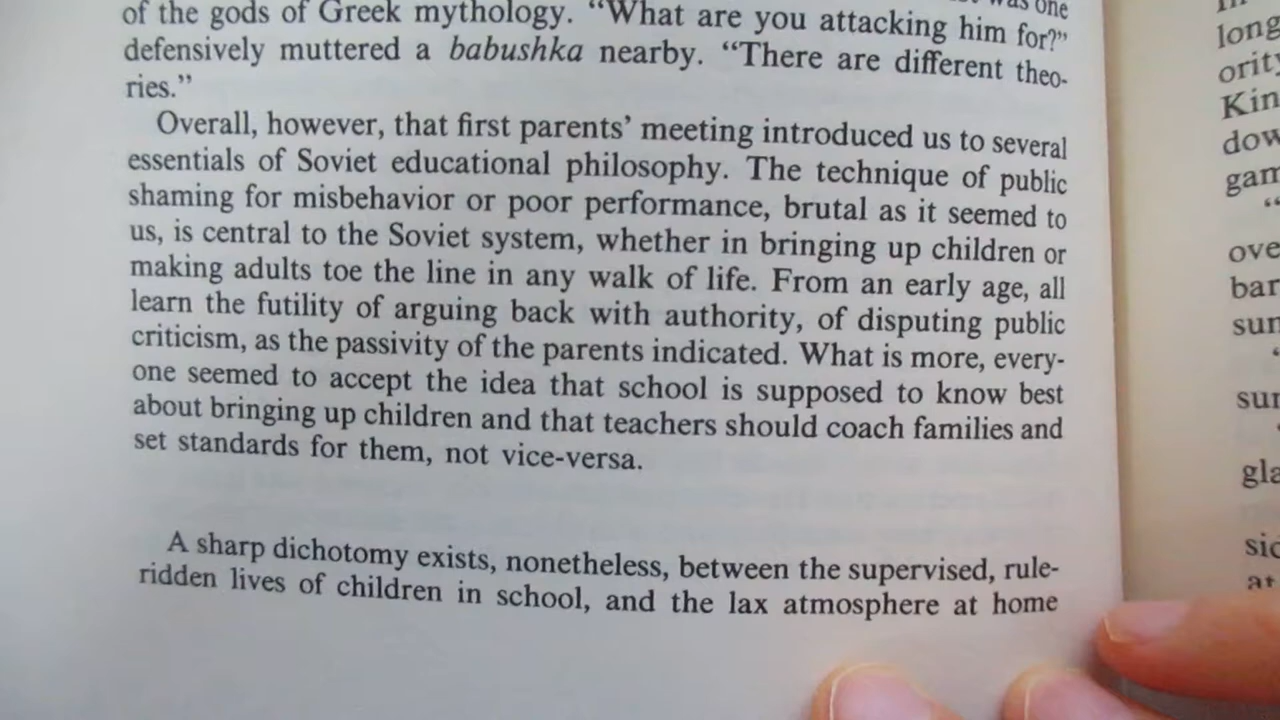 was one
of the gods of Greek mythology. “What are you attacking him for?”
defensively muttered a babushka nearby. “There are different theo-
ries.”
Overall, however, that first parents’ meeting introduced us to several
essentials of Soviet educational philosophy. The technique of public
shaming for misbehavior or poor performance, brutal as it seemed to
us, is central to the Soviet system, whether in bringing up children or
making adults toe the line in any walk of life. From an early age, all
learn the futility of arguing back with authority, of disputing public
criticism, as the passivity of the parents indicated. What is more, every-
one seemed to accept the idea that school is supposed to know best
about bringing up children and that teachers should coach families and
set standards for them, not vice-versa.
A sharp dichotomy exists, nonetheless, between the supervised, rule-
ridden lives of children in school, and the lax atmosphere at home
long
ority
Kin
dow
gam
“
ove
bar
sur
sur
gla
sid
at